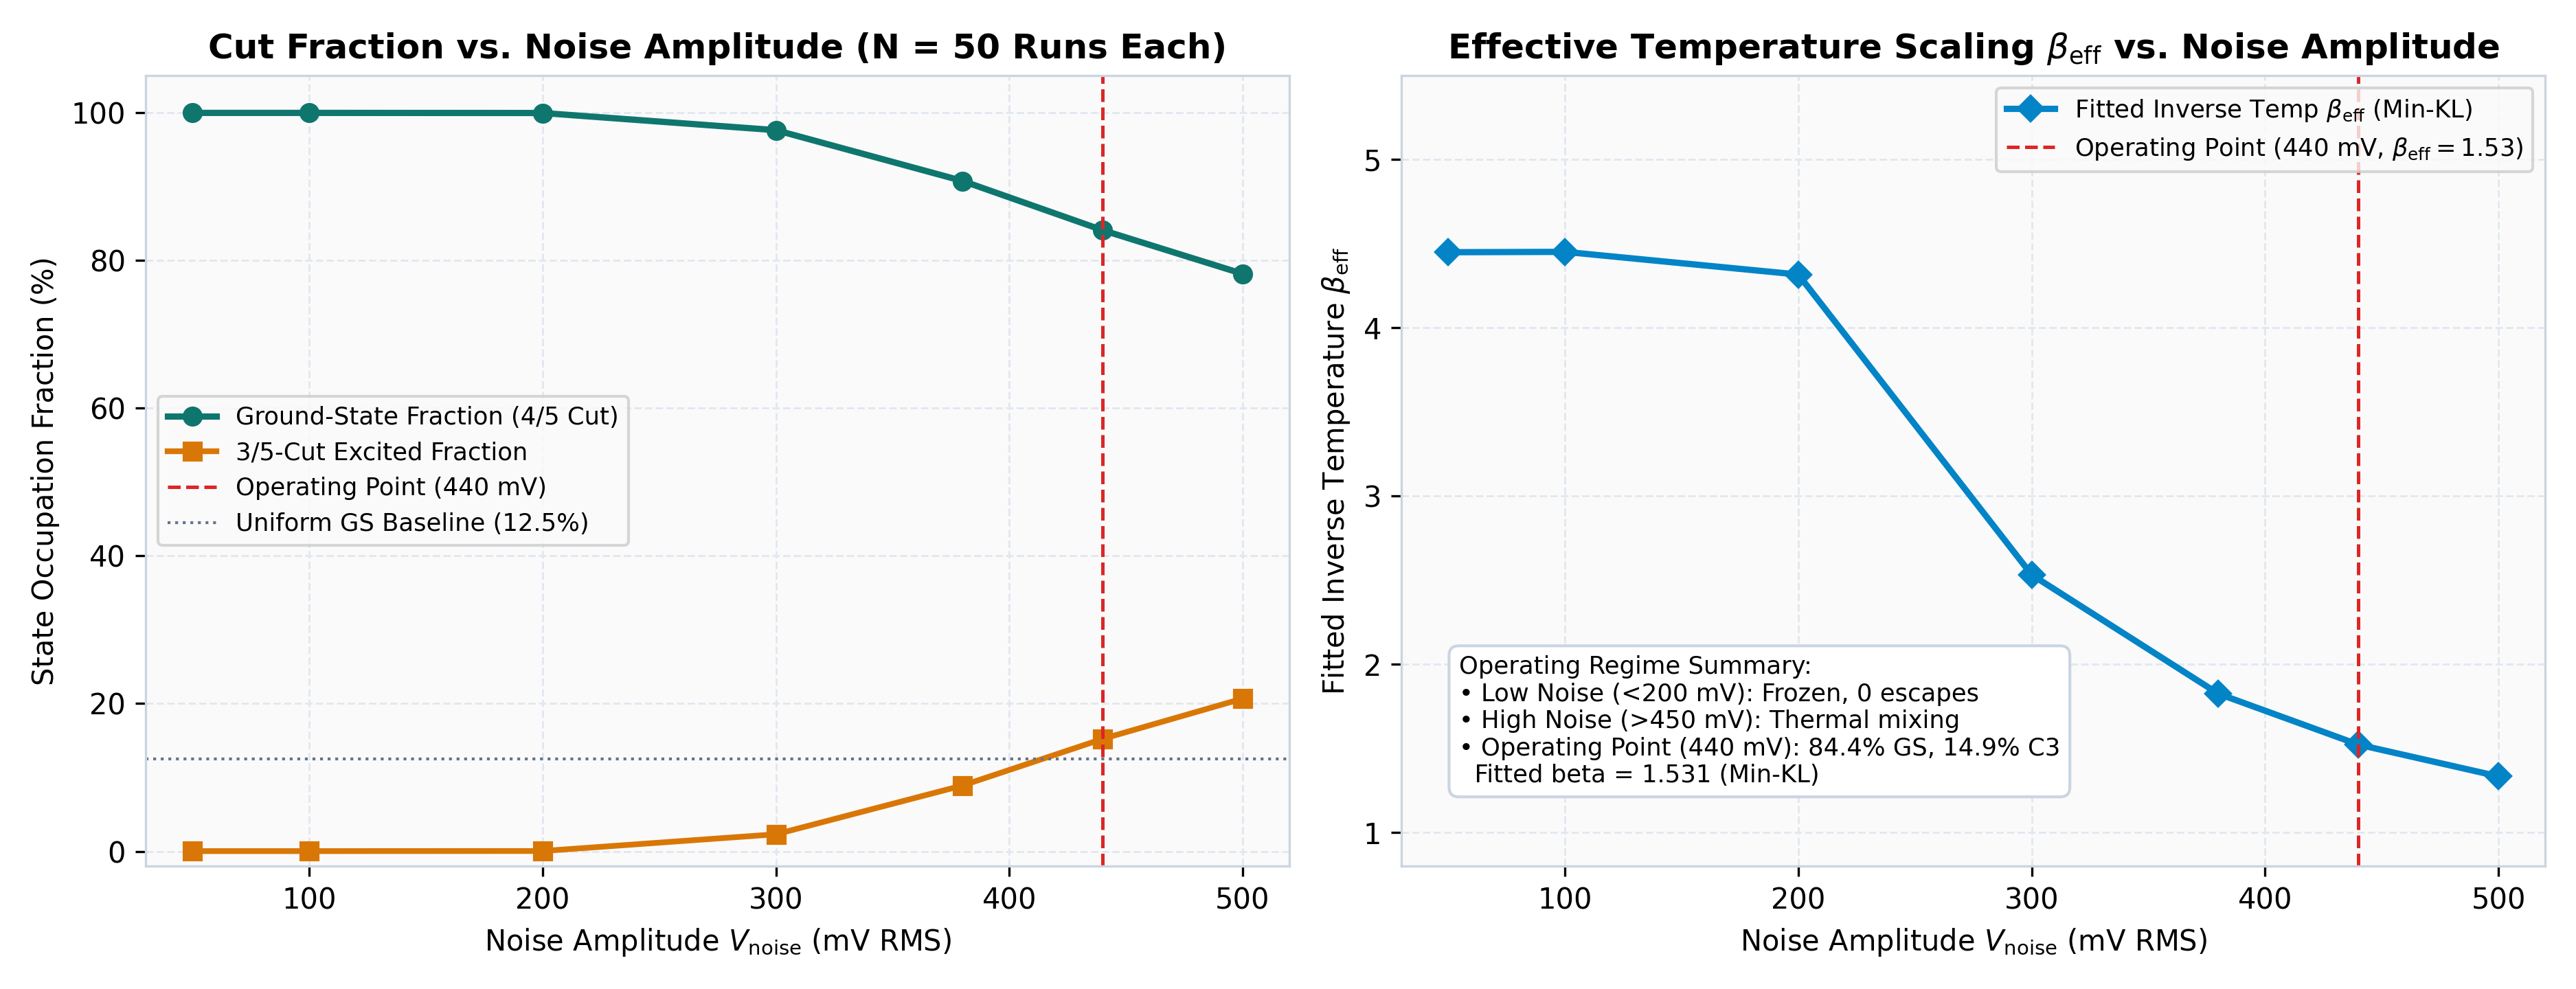 Cut Fraction vs. Noise Amplitude (N = 50 Runs Each)
State Occupation Fraction (%)
100
80
60
40
20
0
Ground-State Fraction (4/5 Cut)
3/5-Cut Excited Fraction
Operating Point (440 mV)
Uniform GS Baseline (12.5%)
100 200 300 400 500
Noise Amplitude V_noise (mV RMS)
Effective Temperature Scaling β_eff vs. Noise Amplitude
Fitted Inverse Temperature β_eff
5
4
3
2
1
Fitted Inverse Temp β_eff (Min-KL)
Operating Point (440 mV, β_eff = 1.53)
Operating Regime Summary:
• Low Noise (<200 mV): Frozen, 0 escapes
• High Noise (>450 mV): Thermal mixing
• Operating Point (440 mV): 84.4% GS, 14.9% C3
Fitted beta = 1.531 (Min-KL)
100 200 300 400 500
Noise Amplitude V_noise (mV RMS)